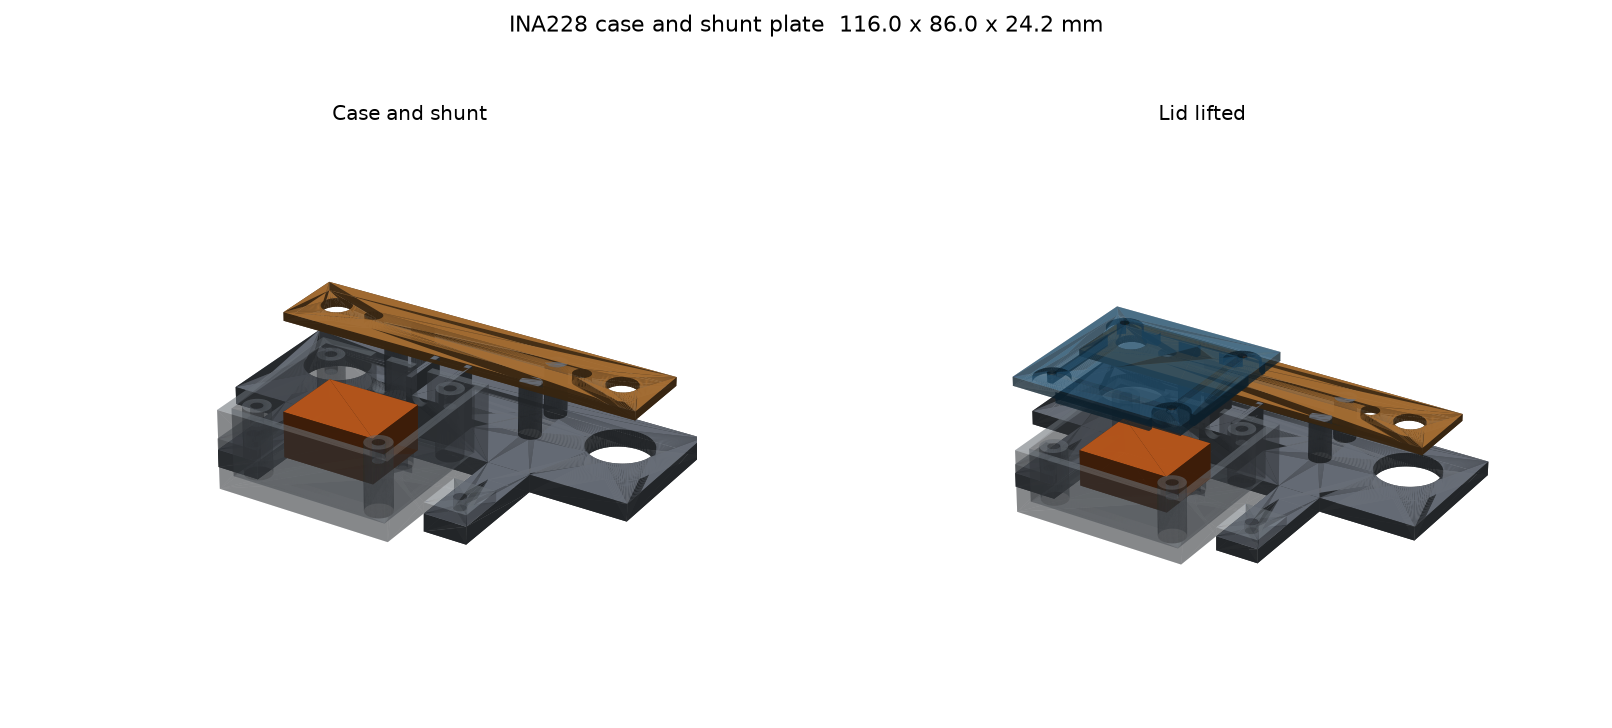 INA228 case and shunt plate  116.0 x 86.0 x 24.2 mm
Case and shunt
Lid lifted